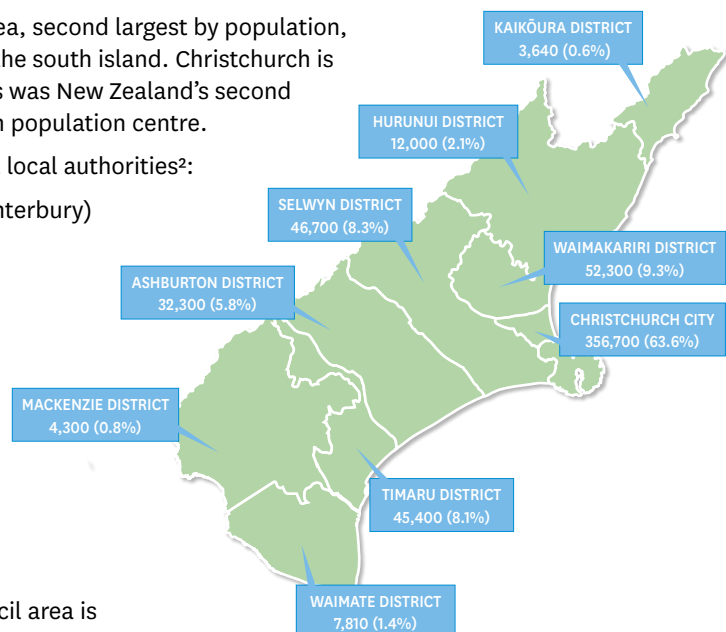 ea, second largest by population,
the south island. Christchurch is
s was New Zealand’s second
n population centre.
local authorities²:
nterbury)
cil area is
KAIKŌURA DISTRICT
3,640 (0.6%)
HURUNUI DISTRICT
12,000 (2.1%)
SELWYN DISTRICT
46,700 (8.3%)
WAIMAKARIRI DISTRICT
52,300 (9.3%)
ASHBURTON DISTRICT
32,300 (5.8%)
CHRISTCHURCH CITY
356,700 (63.6%)
MACKENZIE DISTRICT
4,300 (0.8%)
TIMARU DISTRICT
45,400 (8.1%)
WAIMATE DISTRICT
7,810 (1.4%)